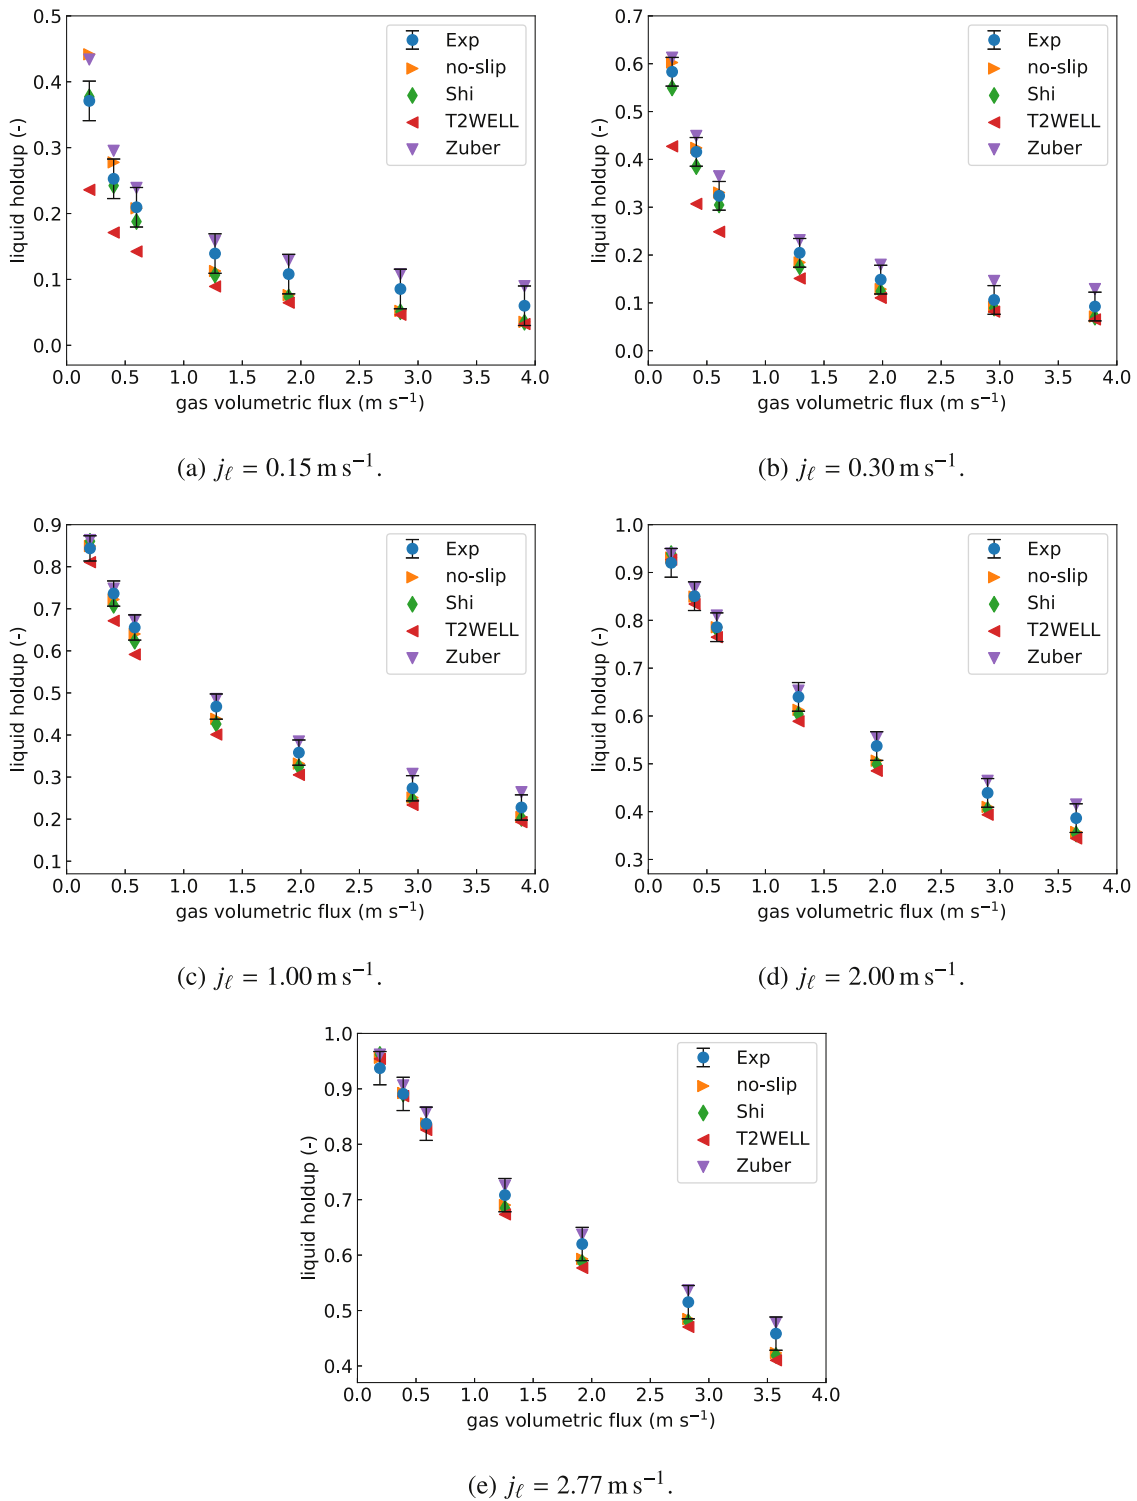 0.5
0.4
0.3
0.2
0.1
0.0
liquid holdup (-)
0.0 0.5 1.0 1.5 2.0 2.5 3.0 3.5 4.0
gas volumetric flux (m s⁻¹)
Exp
no-slip
Shi
T2WELL
Zuber
(a) jℓ = 0.15 m s⁻¹.
0.7
0.6
0.5
0.4
0.3
0.2
0.1
0.0
liquid holdup (-)
0.0 0.5 1.0 1.5 2.0 2.5 3.0 3.5 4.0
gas volumetric flux (m s⁻¹)
Exp
no-slip
Shi
T2WELL
Zuber
(b) jℓ = 0.30 m s⁻¹.
0.9
0.8
0.7
0.6
0.5
0.4
0.3
0.2
0.1
liquid holdup (-)
0.0 0.5 1.0 1.5 2.0 2.5 3.0 3.5 4.0
gas volumetric flux (m s⁻¹)
Exp
no-slip
Shi
T2WELL
Zuber
(c) jℓ = 1.00 m s⁻¹.
1.0
0.9
0.8
0.7
0.6
0.5
0.4
0.3
liquid holdup (-)
0.0 0.5 1.0 1.5 2.0 2.5 3.0 3.5 4.0
gas volumetric flux (m s⁻¹)
Exp
no-slip
Shi
T2WELL
Zuber
(d) jℓ = 2.00 m s⁻¹.
1.0
0.9
0.8
0.7
0.6
0.5
0.4
liquid holdup (-)
0.0 0.5 1.0 1.5 2.0 2.5 3.0 3.5 4.0
gas volumetric flux (m s⁻¹)
Exp
no-slip
Shi
T2WELL
Zuber
(e) jℓ = 2.77 m s⁻¹.